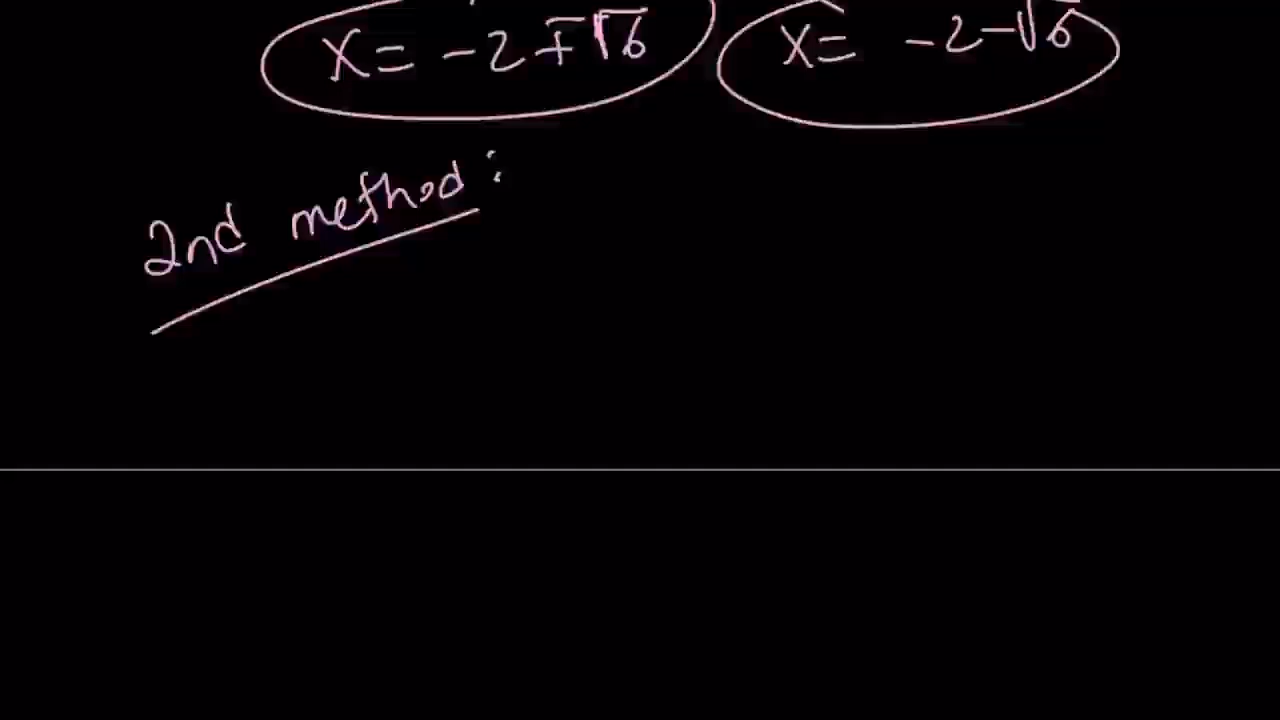 x= -2+√6 x= -2-√6
2nd method: